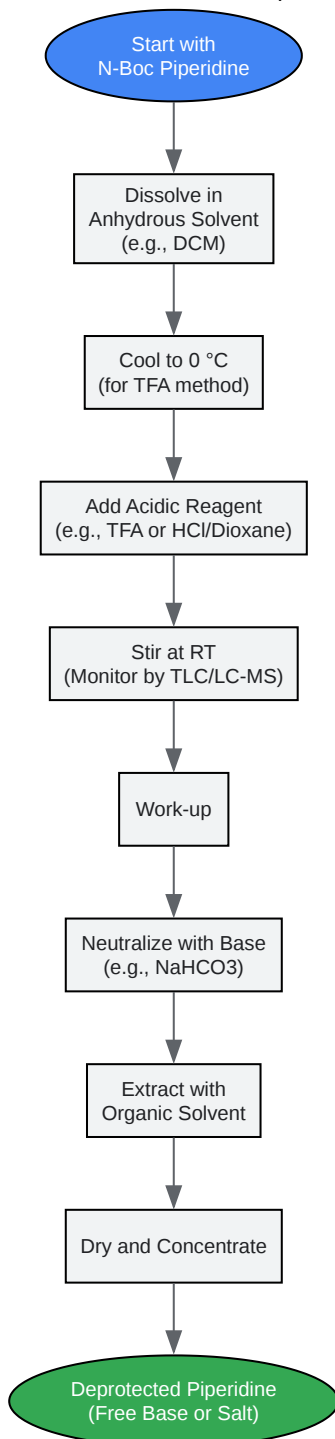 Start with
N-Boc Piperidine
Dissolve in
Anhydrous Solvent
(e.g., DCM)
Cool to 0 °C
(for TFA method)
Add Acidic Reagent
(e.g., TFA or HCl/Dioxane)
Stir at RT
(Monitor by TLC/LC-MS)
Work-up
Neutralize with Base
(e.g., NaHCO3)
Extract with
Organic Solvent
Dry and Concentrate
Deprotected Piperidine
(Free Base or Salt)